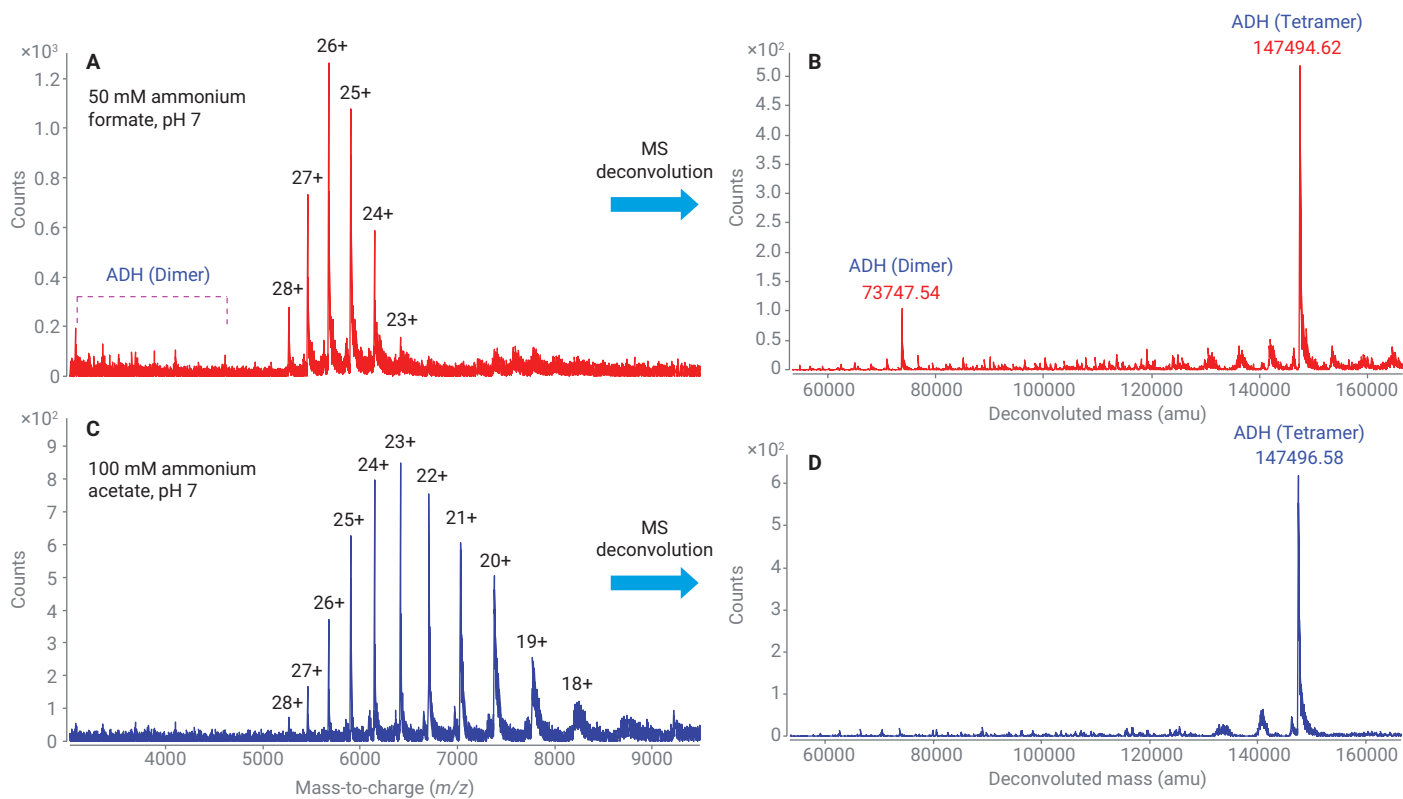 A
50 mM ammonium
formate, pH 7
×10³
Counts
1.2
1.0
0.8
0.6
0.4
0.2
0
ADH (Dimer)
28+
27+
26+
25+
24+
23+
MS
deconvolution
B
×10²
Counts
5.0
4.5
4.0
3.5
3.0
2.5
2.0
1.5
1.0
0.5
0
ADH (Dimer)
73747.54
ADH (Tetramer)
147494.62
60000 80000 100000 120000 140000 160000
Deconvoluted mass (amu)
C
100 mM ammonium
acetate, pH 7
×10²
Counts
9
8
7
6
5
4
3
2
1
0
28+
27+
26+
25+
24+
23+
22+
21+
20+
19+
18+
4000 5000 6000 7000 8000 9000
Mass-to-charge (m/z)
MS
deconvolution
D
×10²
Counts
6
5
4
3
2
1
0
ADH (Tetramer)
147496.58
60000 80000 100000 120000 140000 160000
Deconvoluted mass (amu)